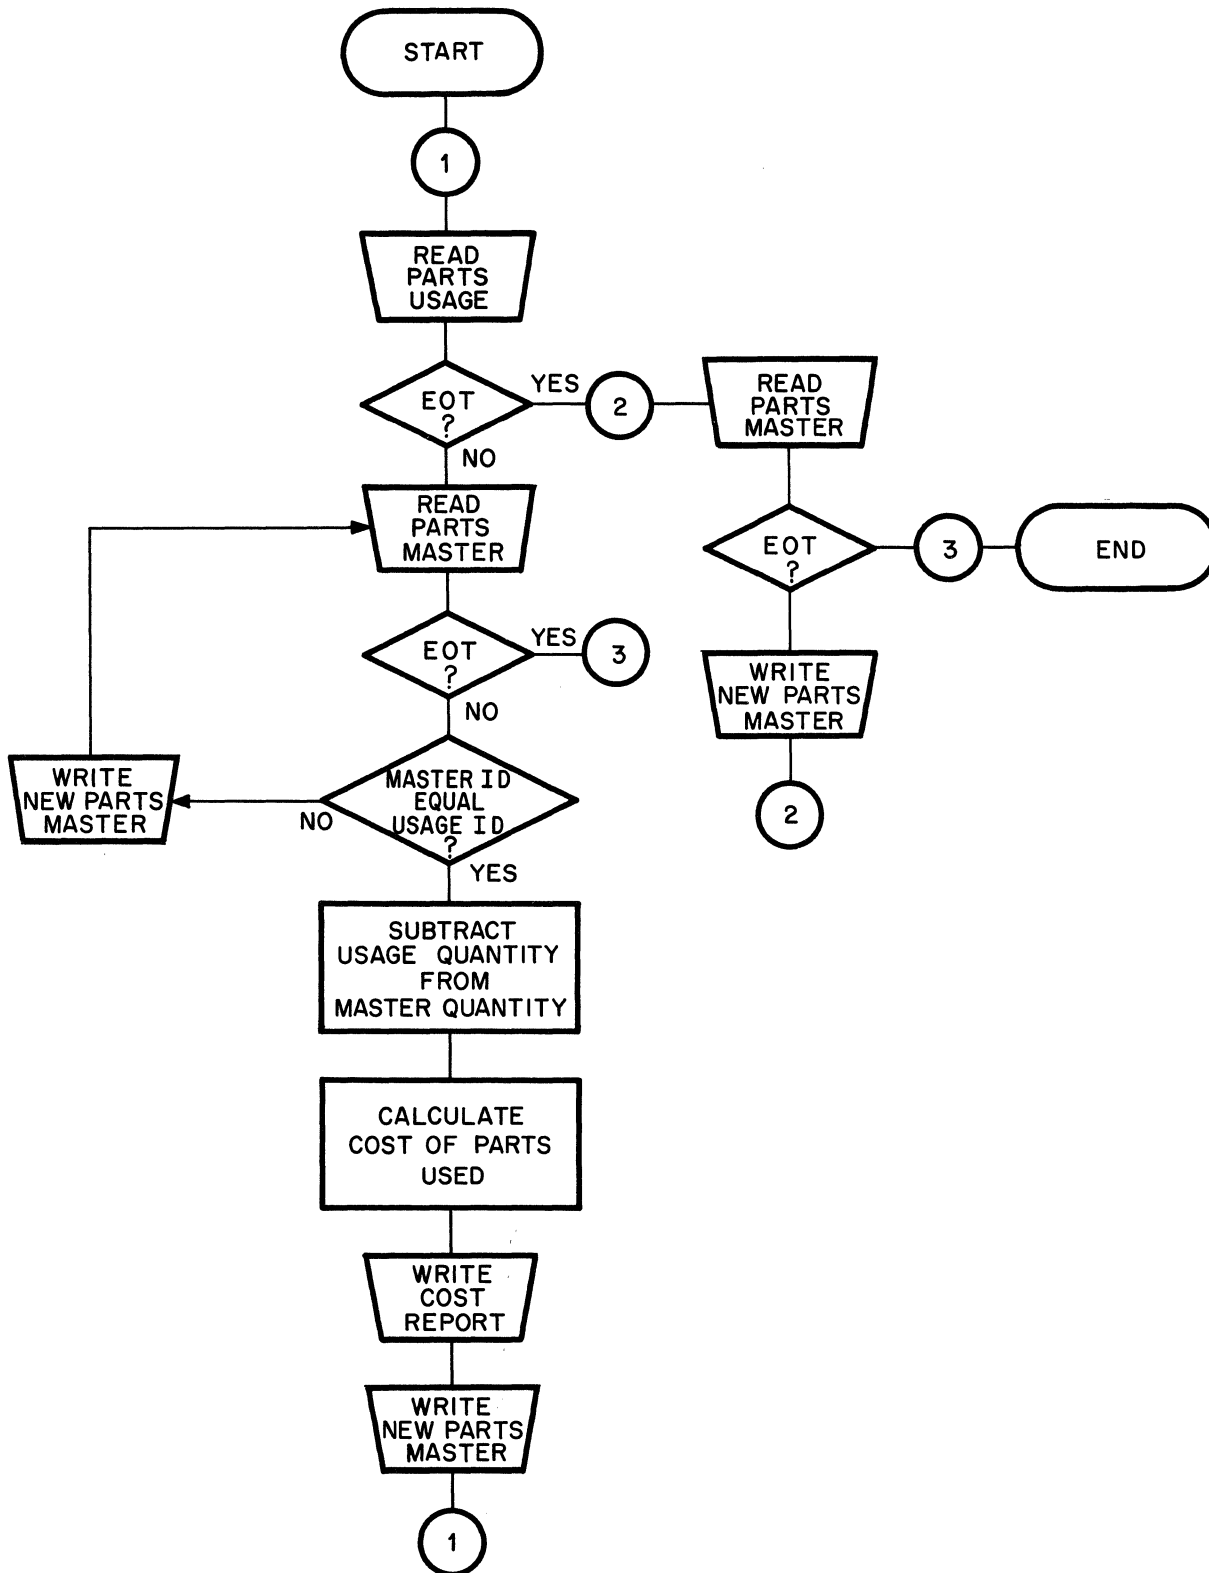 START
1
READ
PARTS
USAGE
EOT
?
YES
NO
2
READ
PARTS
MASTER
EOT
?
3
END
WRITE
NEW PARTS
MASTER
2
READ
PARTS
MASTER
EOT
?
YES
3
NO
MASTER ID
EQUAL
USAGE ID
?
NO
WRITE
NEW PARTS
MASTER
YES
SUBTRACT
USAGE QUANTITY
FROM
MASTER QUANTITY
CALCULATE
COST OF PARTS
USED
WRITE
COST
REPORT
WRITE
NEW PARTS
MASTER
1